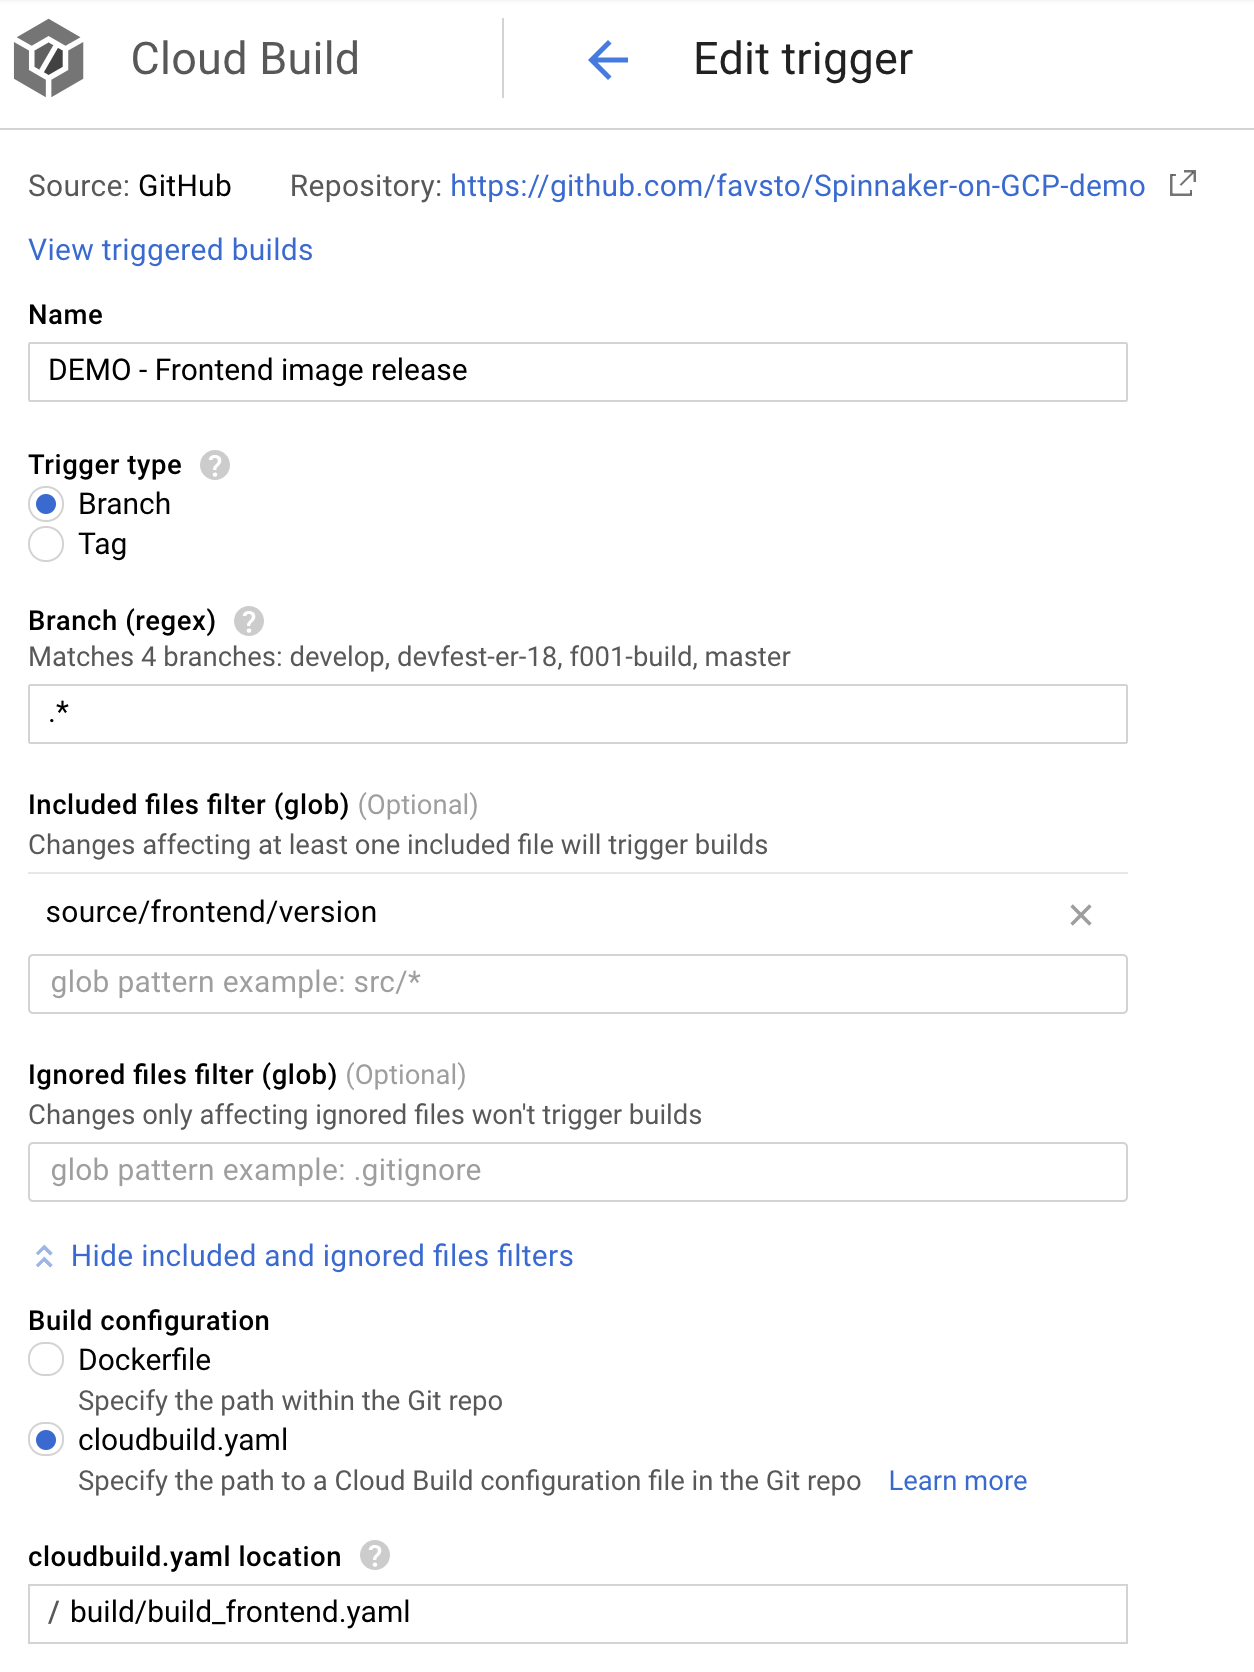 Cloud Build
Edit trigger
Source: GitHub Repository: https://github.com/favsto/Spinnaker-on-GCP-demo
View triggered builds
Name
DEMO - Frontend image release
Trigger type ?
Branch
Tag
Branch (regex) ?
Matches 4 branches: develop, devfest-er-18, f001-build, master
.*
Included files filter (glob) (Optional)
Changes affecting at least one included file will trigger builds
source/frontend/version
glob pattern example: src/*
Ignored files filter (glob) (Optional)
Changes only affecting ignored files won't trigger builds
glob pattern example: .gitignore
Hide included and ignored files filters
Build configuration
Dockerfile
Specify the path within the Git repo
cloudbuild.yaml
Specify the path to a Cloud Build configuration file in the Git repo Learn more
cloudbuild.yaml location ?
/ build/build_frontend.yaml